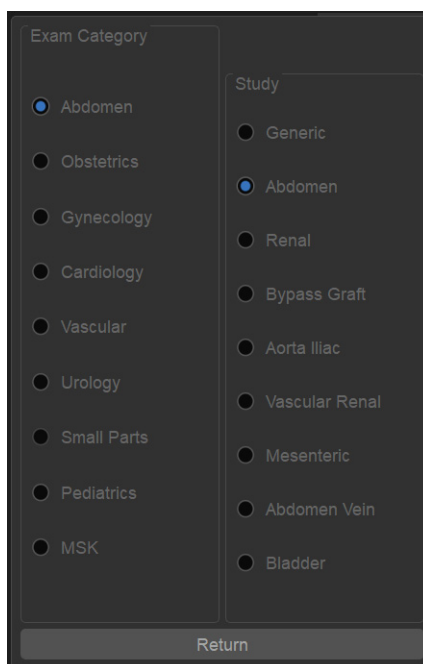 Exam Category
Abdomen
Obstetrics
Gynecology
Cardiology
Vascular
Urology
Small Parts
Pediatrics
MSK
Study
Generic
Abdomen
Renal
Bypass Graft
Aorta Iliac
Vascular Renal
Mesenteric
Abdomen Vein
Bladder
Return